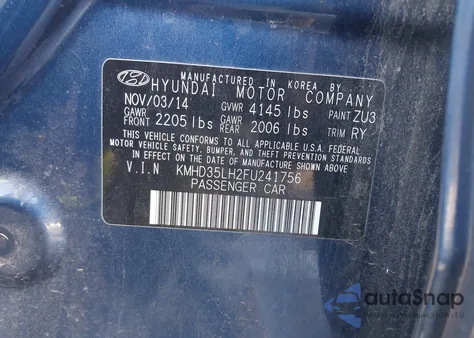 MANUFACTURED IN KOREA BY
HYUNDAI MOTOR COMPANY
NOV/03/14 GVWR 4145 lbs PAINT ZU3
GAWR FRONT 2205 lbs GAWR REAR 2006 lbs TRIM RY
THIS VEHICLE CONFORMS TO ALL APPLICABLE U.S.A. FEDERAL
MOTOR VEHICLE SAFETY, BUMPER, AND THEFT PREVENTION
STANDARDS IN EFFECT ON THE DATE OF MANUFACTURE SHOWN ABOVE
V.I.N KMHD35LH2FU241756
PASSENGER CAR
autoSnap